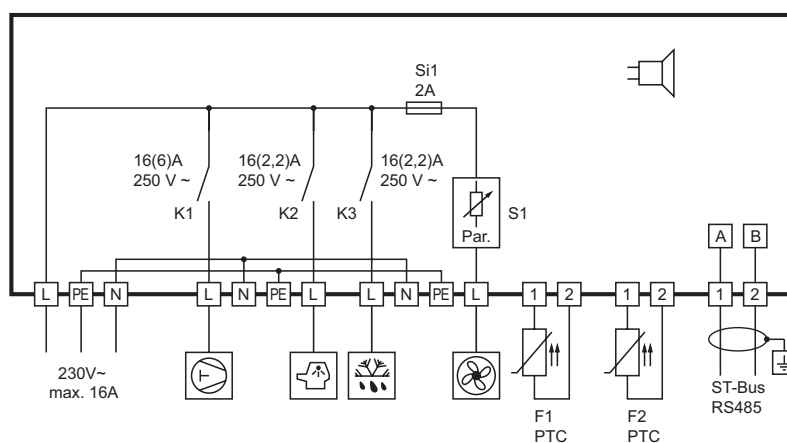 Si1
2A
16(6)A
250 V ~
K1
16(2,2)A
250 V ~
K2
K3
16(2,2)A
250 V ~
Par.
S1
A
B
L
PE
N
L
N
PE
L
L
N
PE
L
1
2
1
2
1
2
230V~
max. 16A
F1
PTC
F2
PTC
ST-Bus
RS485